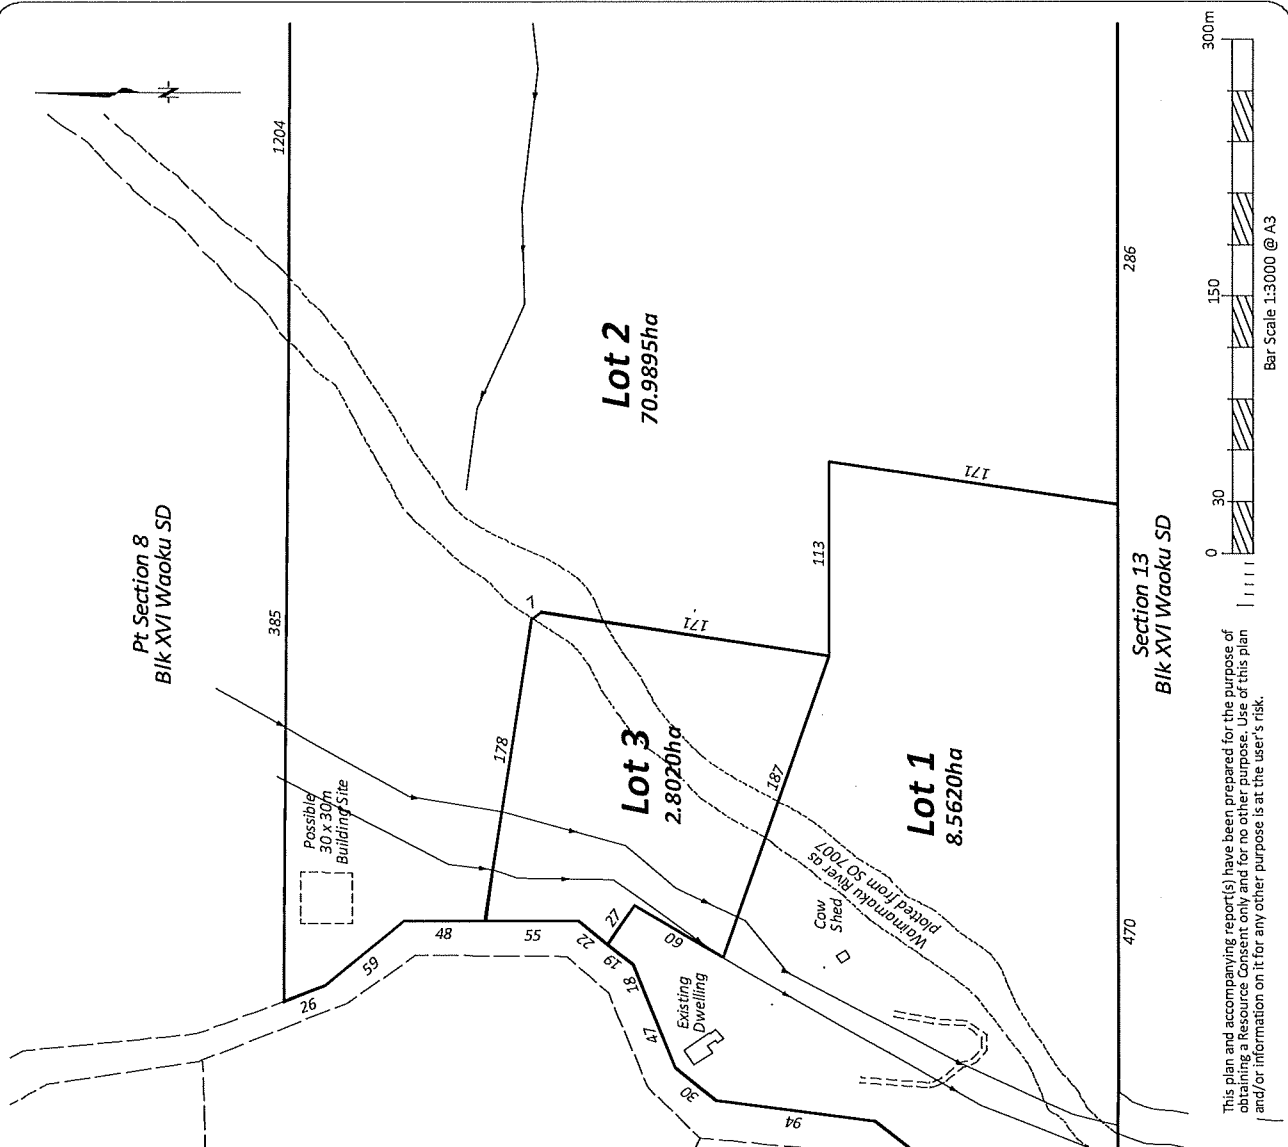 Pt Section 8
Blk XVI Waoku SD
1204
385
Possible
30 x 30m
Building Site
26
59
48
55
22
19
18
47
30
94
27
60
178
7
171
187
113
171
286
470
Lot 2
70.9895ha
Lot 3
2.8020ha
Lot 1
8.5620ha
Existing
Dwelling
Cow
Shed
Waimamaku River as
plotted from SO 7007
Section 13
Blk XVI Waoku SD
0
30
150
300m
Bar Scale 1:3000 @ A3
This plan and accompanying report(s) have been prepared for the purpose of
obtaining a Resource Consent only and for no other purpose. Use of this plan
and/or information on it for any other purpose is at the user's risk.